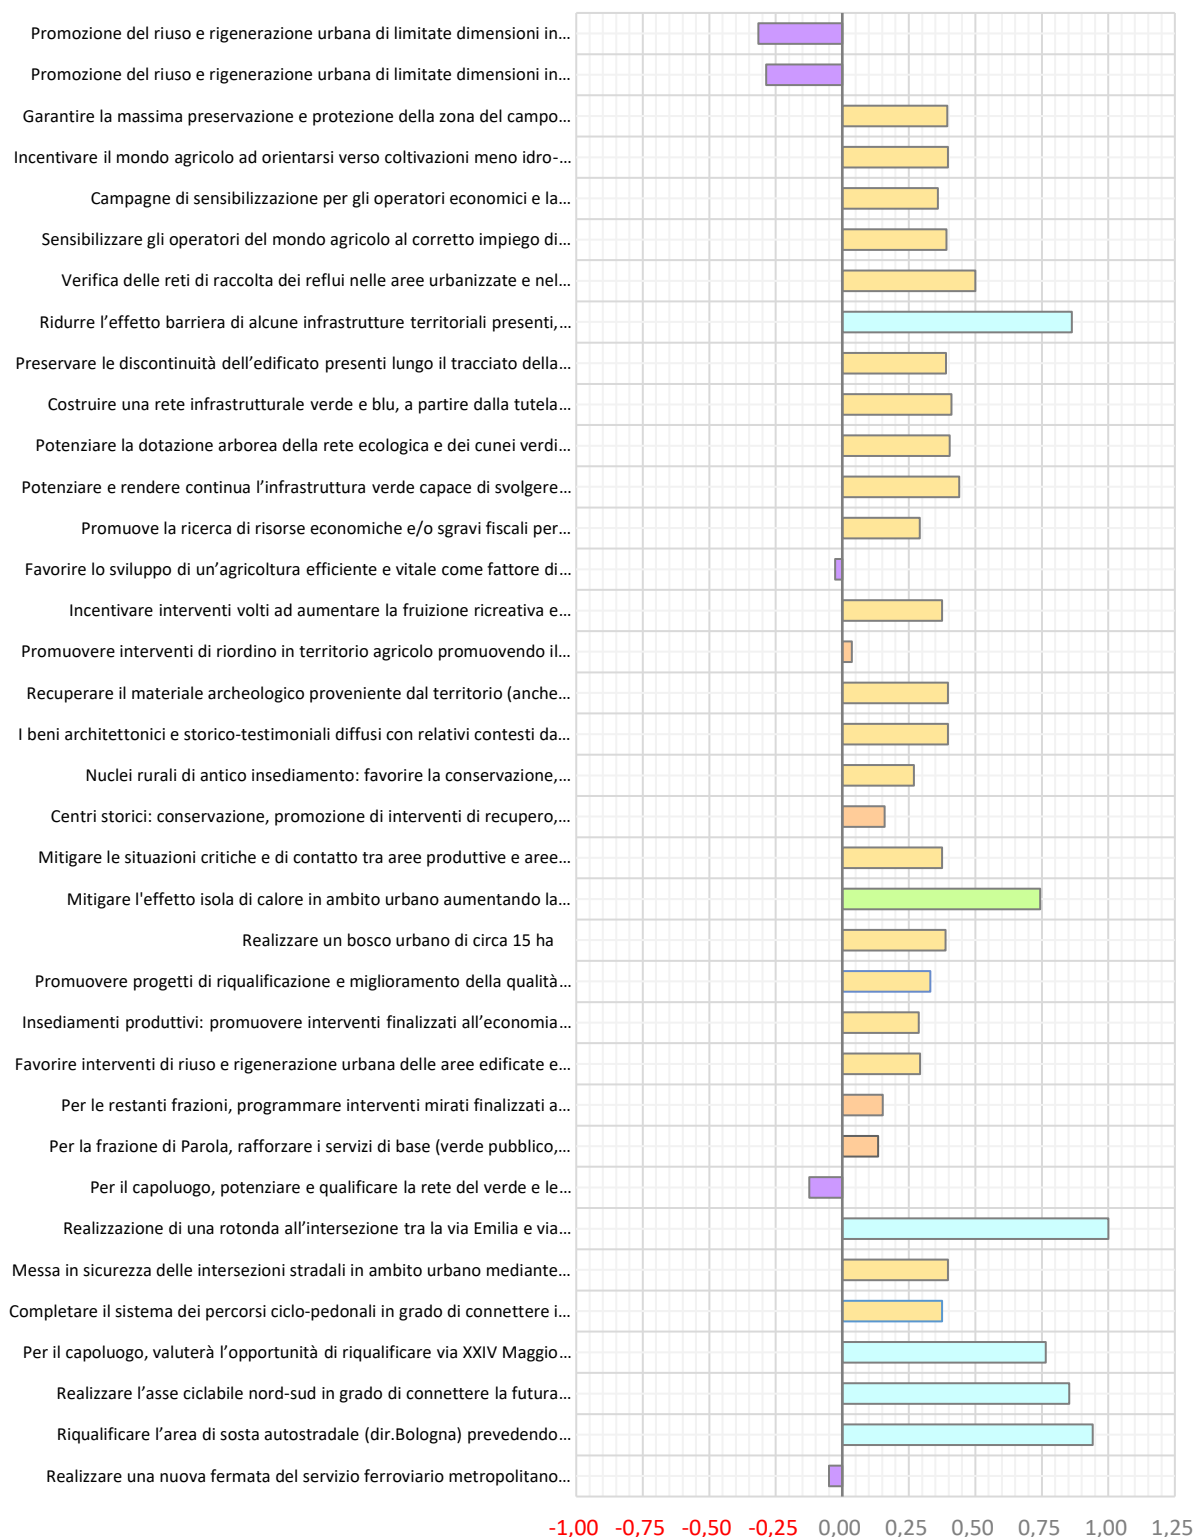 Promozione del riuso e rigenerazione urbana di limitate dimensioni in…
Promozione del riuso e rigenerazione urbana di limitate dimensioni in…
Garantire la massima preservazione e protezione della zona del campo…
Incentivare il mondo agricolo ad orientarsi verso coltivazioni meno idro-…
Campagne di sensibilizzazione per gli operatori economici e la…
Sensibilizzare gli operatori del mondo agricolo al corretto impiego di…
Verifica delle reti di raccolta dei reflui nelle aree urbanizzate e nel…
Ridurre l’effetto barriera di alcune infrastrutture territoriali presenti,…
Preservare le discontinuità dell’edificato presenti lungo il tracciato della…
Costruire una rete infrastrutturale verde e blu, a partire dalla tutela…
Potenziare la dotazione arborea della rete ecologica e dei cunei verdi…
Potenziare e rendere continua l’infrastruttura verde capace di svolgere…
Promuove la ricerca di risorse economiche e/o sgravi fiscali per…
Favorire lo sviluppo di un’agricoltura efficiente e vitale come fattore di…
Incentivare interventi volti ad aumentare la fruizione ricreativa e…
Promuovere interventi di riordino in territorio agricolo promuovendo il…
Recuperare il materiale archeologico proveniente dal territorio (anche…
I beni architettonici e storico-testimoniali diffusi con relativi contesti da…
Nuclei rurali di antico insediamento: favorire la conservazione,…
Centri storici: conservazione, promozione di interventi di recupero,…
Mitigare le situazioni critiche e di contatto tra aree produttive e aree…
Mitigare l'effetto isola di calore in ambito urbano aumentando la…
Realizzare un bosco urbano di circa 15 ha
Promuovere progetti di riqualificazione e miglioramento della qualità…
Insediamenti produttivi: promuovere interventi finalizzati all’economia…
Favorire interventi di riuso e rigenerazione urbana delle aree edificate e…
Per le restanti frazioni, programmare interventi mirati finalizzati a…
Per la frazione di Parola, rafforzare i servizi di base (verde pubblico,…
Per il capoluogo, potenziare e qualificare la rete del verde e le…
Realizzazione di una rotonda all’intersezione tra la via Emilia e via…
Messa in sicurezza delle intersezioni stradali in ambito urbano mediante…
Completare il sistema dei percorsi ciclo-pedonali in grado di connettere i…
Per il capoluogo, valuterà l’opportunità di riqualificare via XXIV Maggio…
Realizzare l’asse ciclabile nord-sud in grado di connettere la futura…
Riqualificare l’area di sosta autostradale (dir.Bologna) prevedendo…
Realizzare una nuova fermata del servizio ferroviario metropolitano…
-1,00 -0,75 -0,50 -0,25 0,00 0,25 0,50 0,75 1,00 1,25